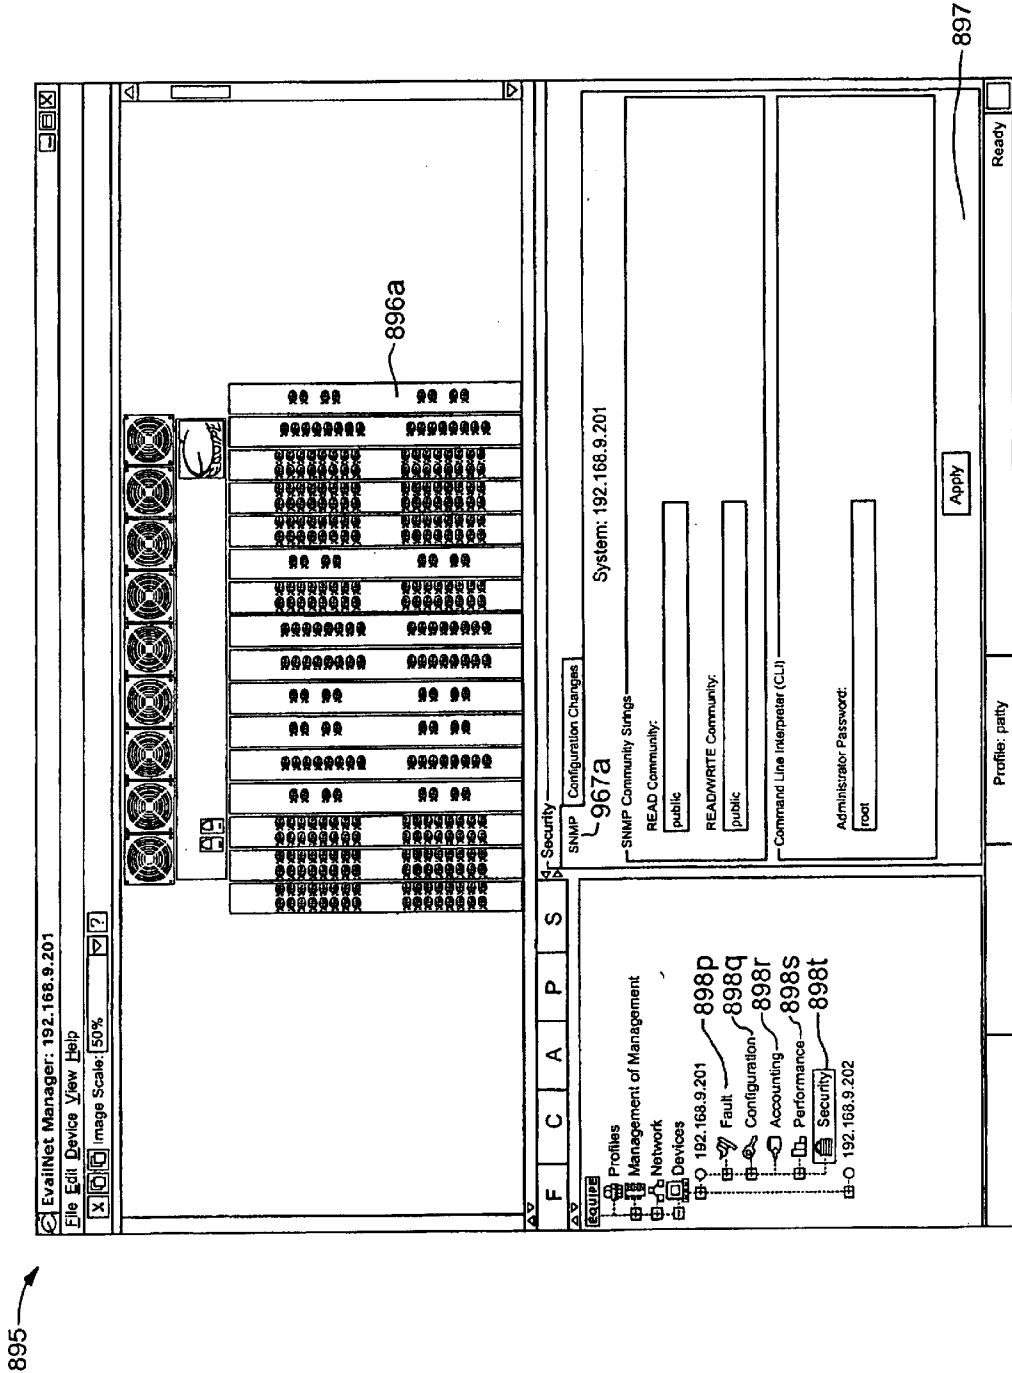 895
EvailNet Manager: 192.168.9.201
File Edit Device View Help
X Image Scale: 50% ?
EQUIPE
896a
F C A P S
EQUIPE
Profiles
Management of Management
Network
Devices
192.168.9.201
898p
Fault
898q
Configuration
898r
Accounting
898s
Performance
898t
Security
192.168.9.202
Security
SNMP Configuration Changes
967a
System: 192.168.9.201
SNMP Community Strings
READ Community:
public
READ/WRITE Community:
public
Command Line Interpreter (CLI)
Administrator Password:
root
Apply
897
Profile: patty
Ready